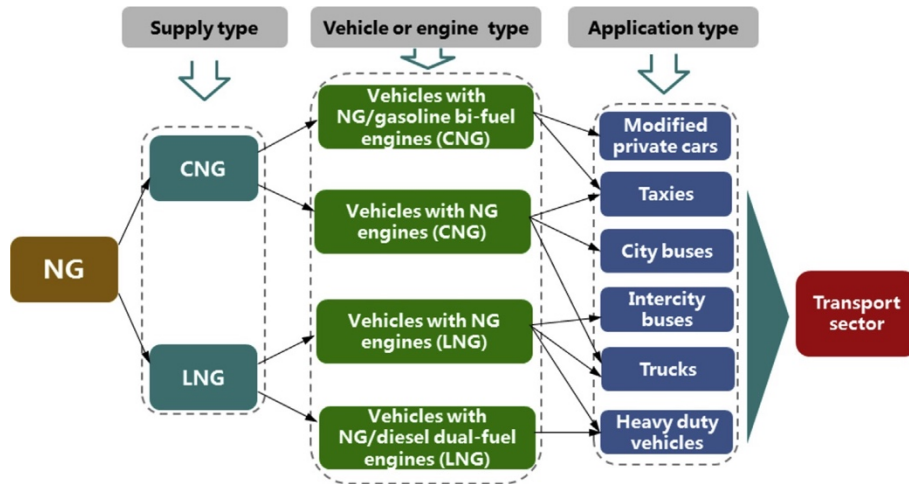 Supply type
Vehicle or engine type
Application type
NG
CNG
LNG
Vehicles with
NG/gasoline bi-fuel
engines (CNG)
Vehicles with NG
engines (CNG)
Vehicles with NG
engines (LNG)
Vehicles with
NG/diesel dual-fuel
engines (LNG)
Modified
private cars
Taxies
City buses
Intercity
buses
Trucks
Heavy duty
vehicles
Transport
sector